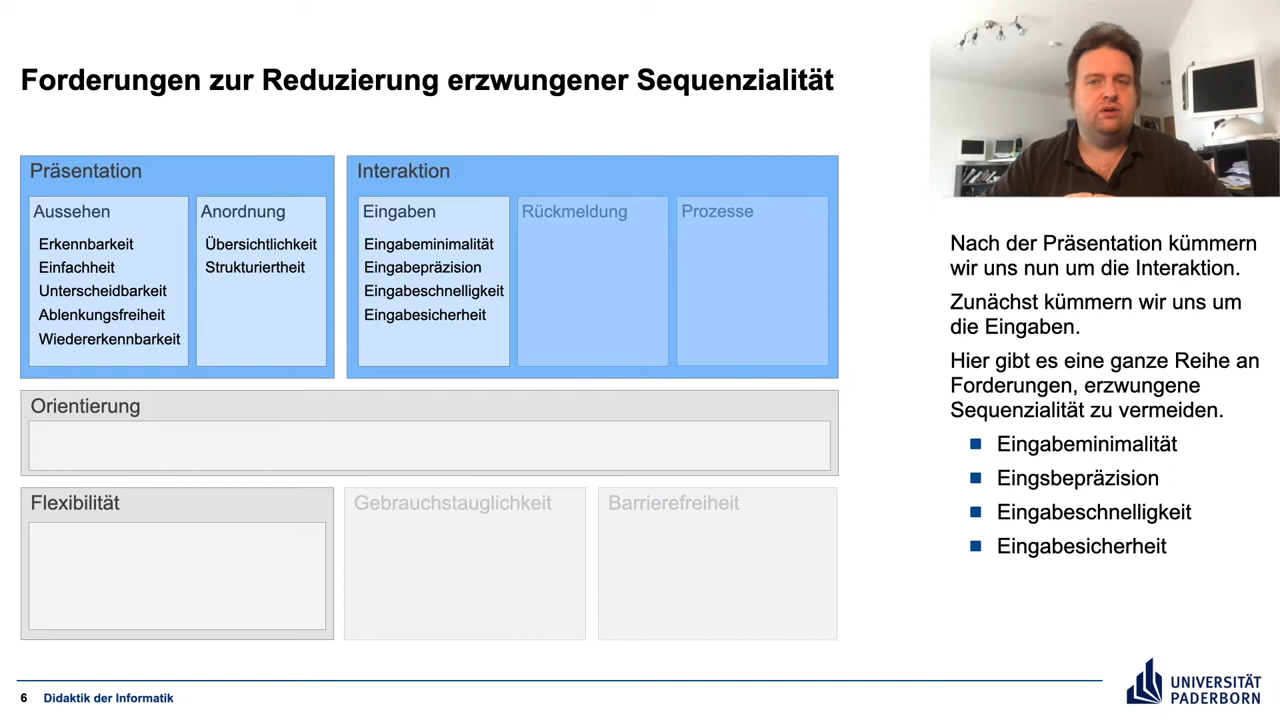 Forderungen zur Reduzierung erzwungener Sequenzialität
Präsentation
Aussehen
Erkennbarkeit
Einfachheit
Unterscheidbarkeit
Ablenkungsfreiheit
Wiedererkennbarkeit
Anordnung
Übersichtlichkeit
Strukturiertheit
Interaktion
Eingaben
Eingabeminimalität
Eingabepräzision
Eingabeschnelligkeit
Eingabesicherheit
Rückmeldung
Prozesse
Orientierung
Flexibilität
Gebrauchstauglichkeit
Barrierefreiheit
Nach der Präsentation kümmern
wir uns nun um die Interaktion.
Zunächst kümmern wir uns um
die Eingaben.
Hier gibt es eine ganze Reihe an
Forderungen, erzwungene
Sequenzialität zu vermeiden.
Eingabeminimalität
Eingsbepräzision
Eingabeschnelligkeit
Eingabesicherheit
6 Didaktik der Informatik
UNIVERSITÄT
PADERBORN